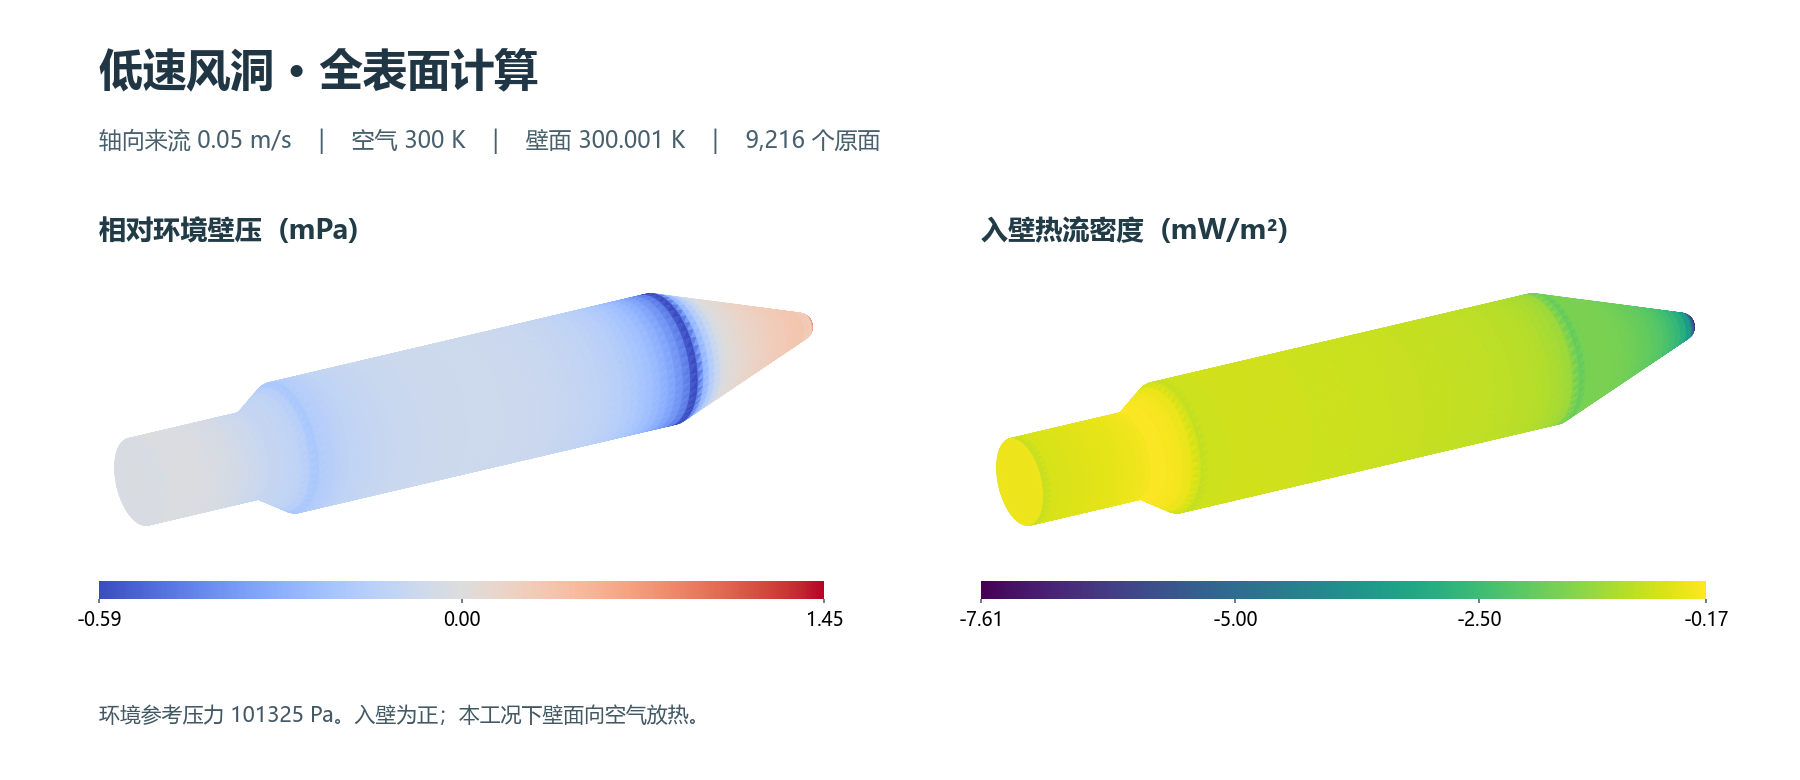 低速风洞 · 全表面计算
轴向来流 0.05 m/s | 空气 300 K | 壁面 300.001 K | 9,216 个原面
相对环境壁压 (mPa)
入壁热流密度 (mW/m²)
-0.59 0.00 1.45
-7.61 -5.00 -2.50 -0.17
环境参考压力 101325 Pa。入壁为正；本工况下壁面向空气放热。